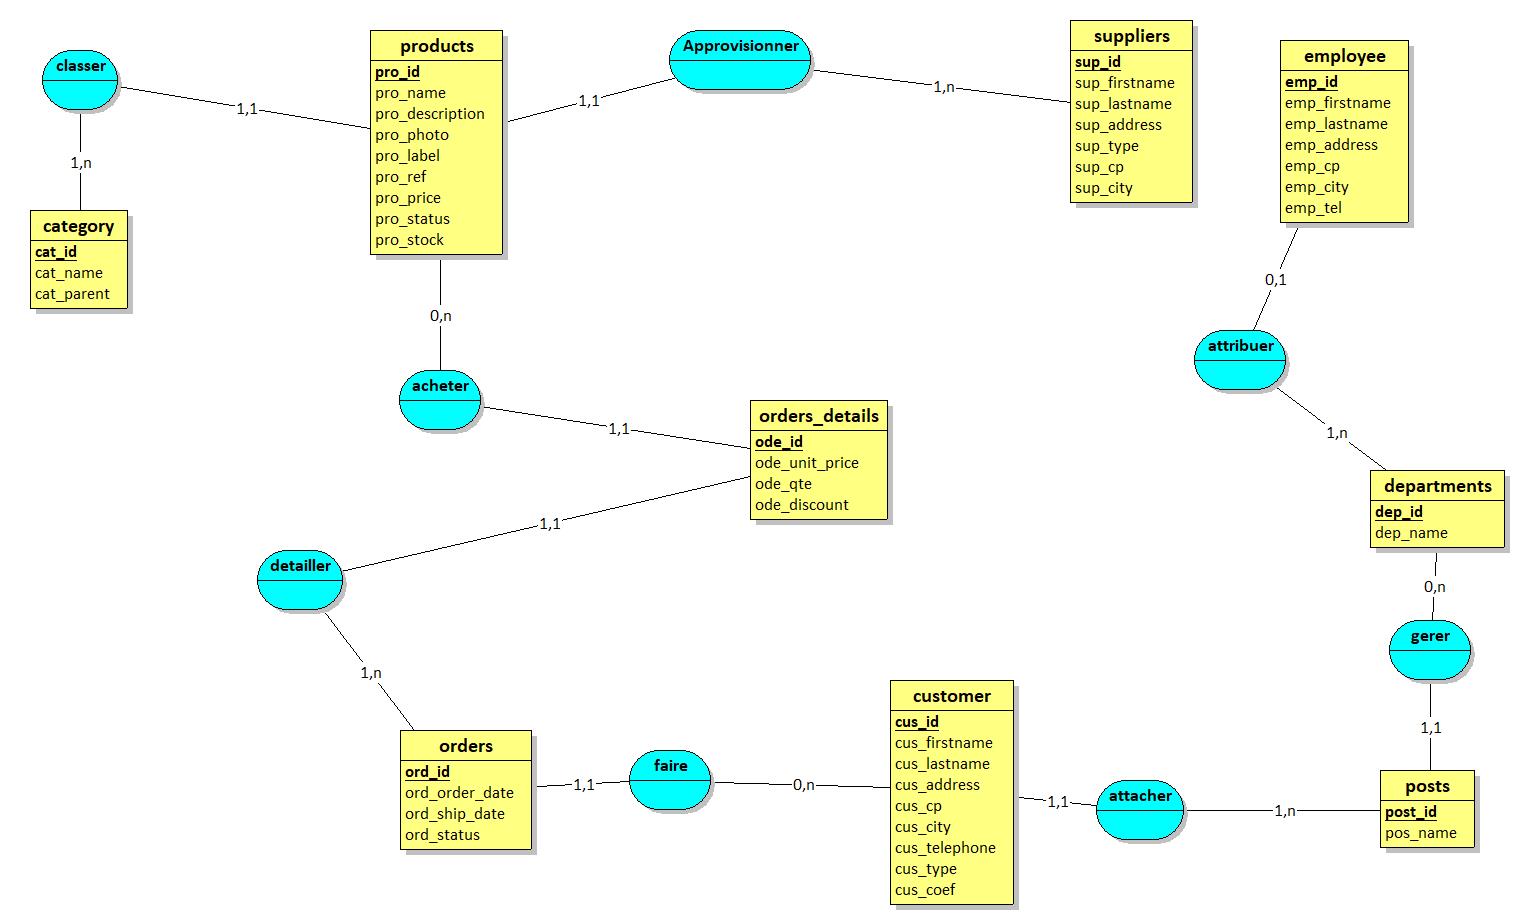 classer
1,n
1,1
category
cat_id
cat_name
cat_parent
products
pro_id
pro_name
pro_description
pro_photo
pro_label
pro_ref
pro_price
pro_status
pro_stock
1,1
Approvisionner
1,n
suppliers
sup_id
sup_firstname
sup_lastname
sup_address
sup_type
sup_cp
sup_city
employee
emp_id
emp_firstname
emp_lastname
emp_address
emp_cp
emp_city
emp_tel
0,1
attribuer
1,n
departments
dep_id
dep_name
0,n
gerer
1,1
posts
post_id
pos_name
0,n
acheter
1,1
orders_details
ode_id
ode_unit_price
ode_qte
ode_discount
1,1
detailler
1,n
orders
ord_id
ord_order_date
ord_ship_date
ord_status
1,1
faire
0,n
customer
cus_id
cus_firstname
cus_lastname
cus_address
cus_cp
cus_city
cus_telephone
cus_type
cus_coef
1,1
attacher
1,n